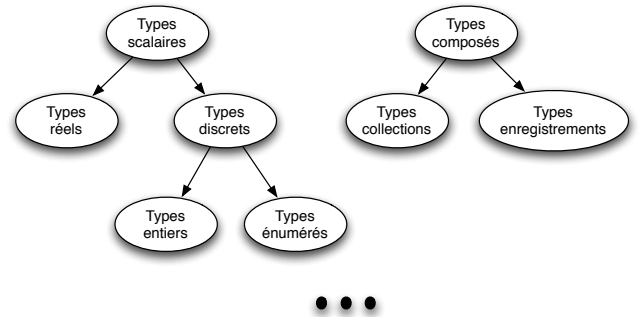 Types
scalaires
Types
composés
Types
réels
Types
discrets
Types
collections
Types
enregistrements
Types
entiers
Types
énumérés